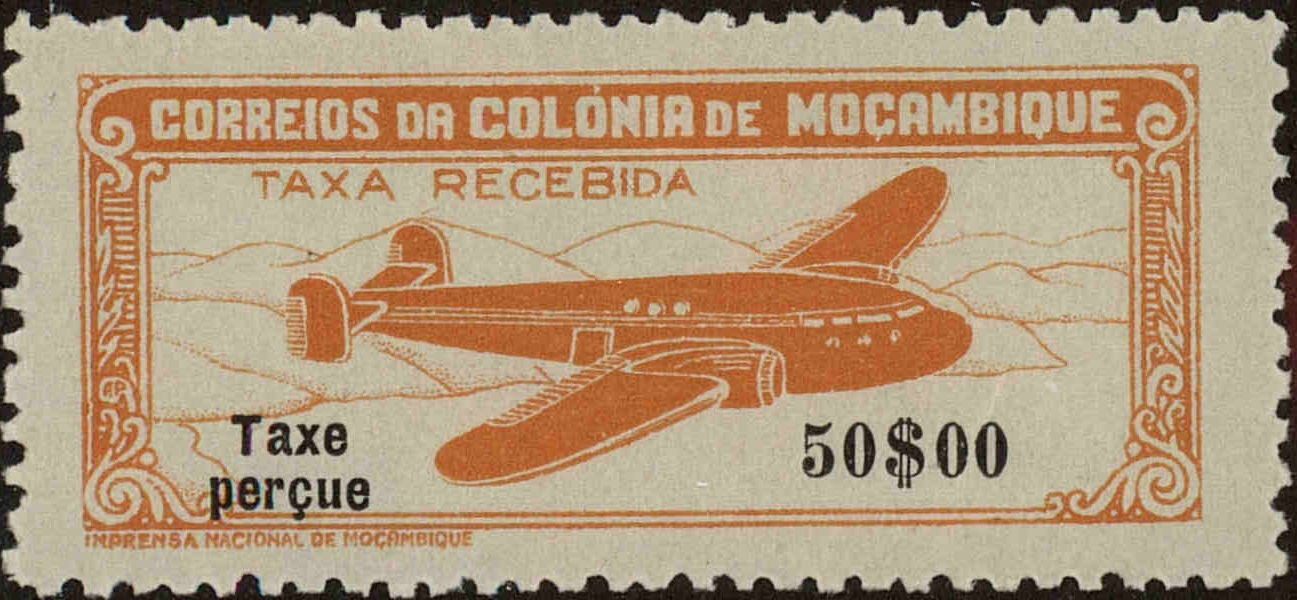 CORREIOS DA COLÓNIA DE MOÇAMBIQUE
TAXA RECEBIDA
Taxe
perçue
50$00
IMPRENSA NACIONAL DE MOÇAMBIQUE